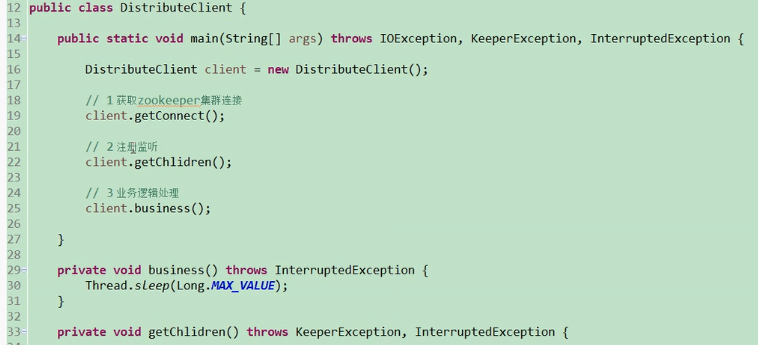 12 public class DistributeClient {
13
14 public static void main(String[] args) throws IOException, KeeperException, InterruptedException {
15
16 DistributeClient client = new DistributeClient();
17
18 // 1 获取zookeeper集群连接
19 client.getConnect();
20
21 // 2 注册监听
22 client.getChlidren();
23
24 // 3 业务逻辑处理
25 client.business();
26
27 }
28
29 private void business() throws InterruptedException {
30 Thread.sleep(Long.MAX_VALUE);
31 }
32
33 private void getChlidren() throws KeeperException, InterruptedException {